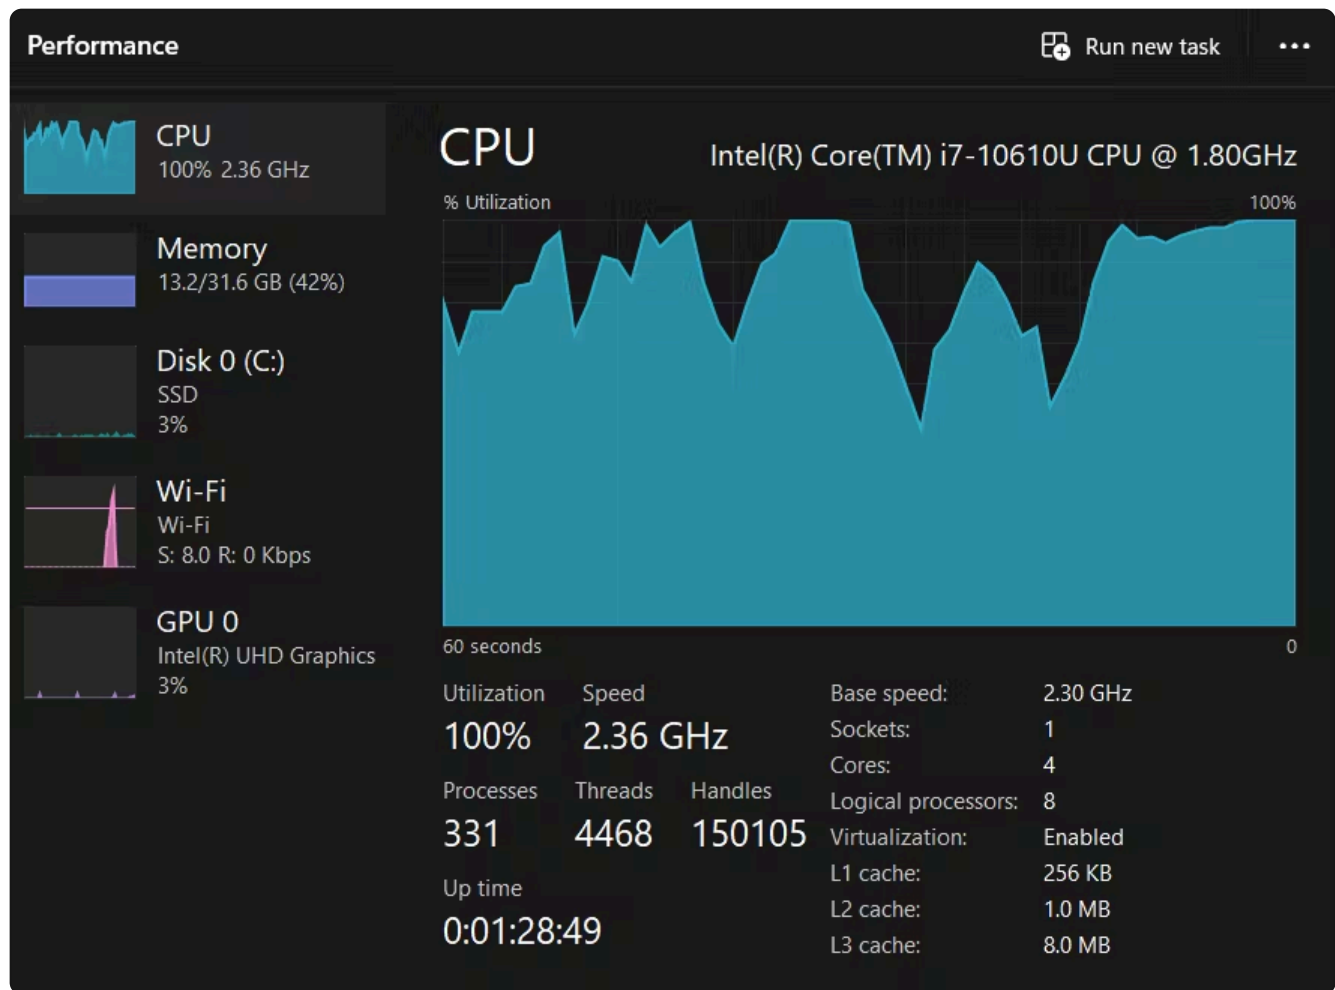 Performance
Run new task
CPU
100% 2.36 GHz
Memory
13.2/31.6 GB (42%)
Disk 0 (C:)
SSD
3%
Wi-Fi
Wi-Fi
S: 8.0 R: 0 Kbps
GPU 0
Intel(R) UHD Graphics
3%
CPU
Intel(R) Core(TM) i7-10610U CPU @ 1.80GHz
% Utilization 100%
60 seconds 0
Utilization Speed
100% 2.36 GHz
Processes Threads Handles
331 4468 150105
Up time
0:01:28:49
Base speed: 2.30 GHz
Sockets: 1
Cores: 4
Logical processors: 8
Virtualization: Enabled
L1 cache: 256 KB
L2 cache: 1.0 MB
L3 cache: 8.0 MB